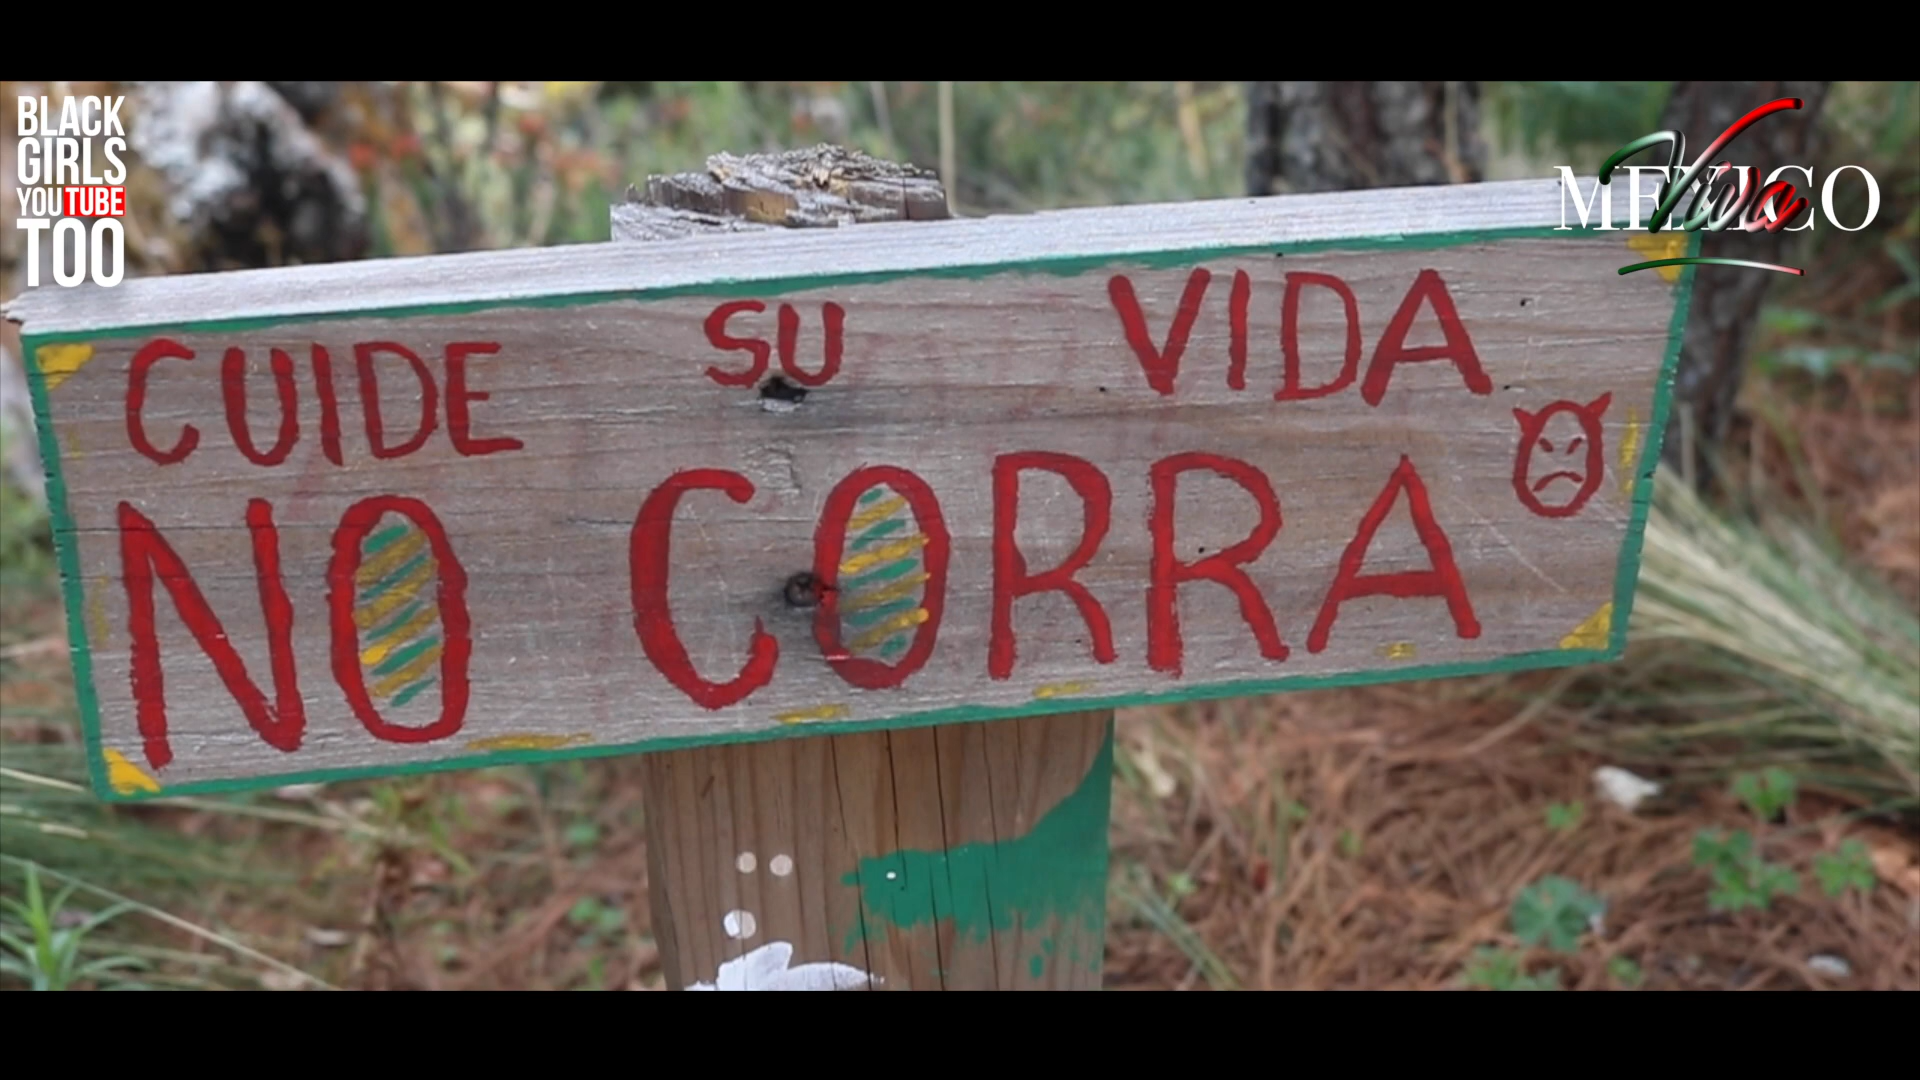 BLACK
GIRLS
YOUTUBE
TOO
Viva
MEXICO
CUIDE SU VIDA
NO CORRA